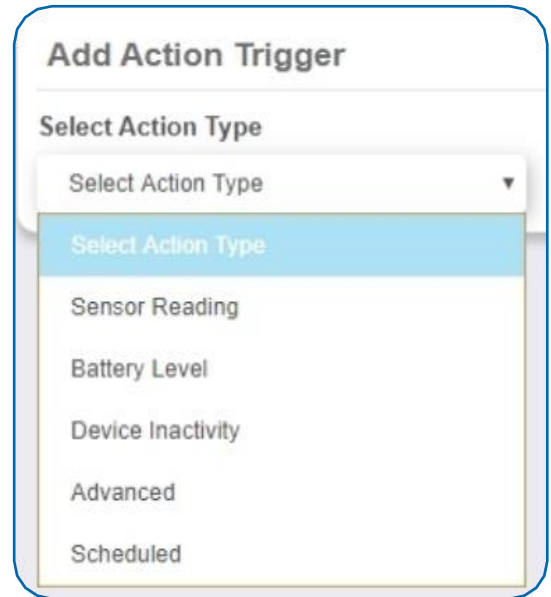 Add Action Trigger
Select Action Type
Select Action Type
Select Action Type
Sensor Reading
Battery Level
Device Inactivity
Advanced
Scheduled